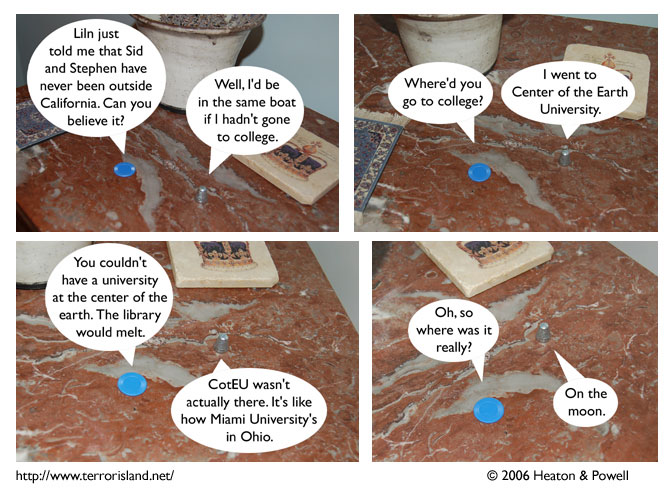 Liln just
told me that Sid
and Stephen have
never been outside
California. Can you
believe it?
Well, I'd be
in the same boat
if I hadn't gone
to college.
Where'd you
go to college?
I went to
Center of the Earth
University.
You couldn't
have a university
at the center of the
earth. The library
would melt.
CotEU wasn't
actually there. It's like
how Miami University's
in Ohio.
Oh, so
where was it
really?
On the
moon.
http://www.terrorisland.net/
© 2006 Heaton & Powell